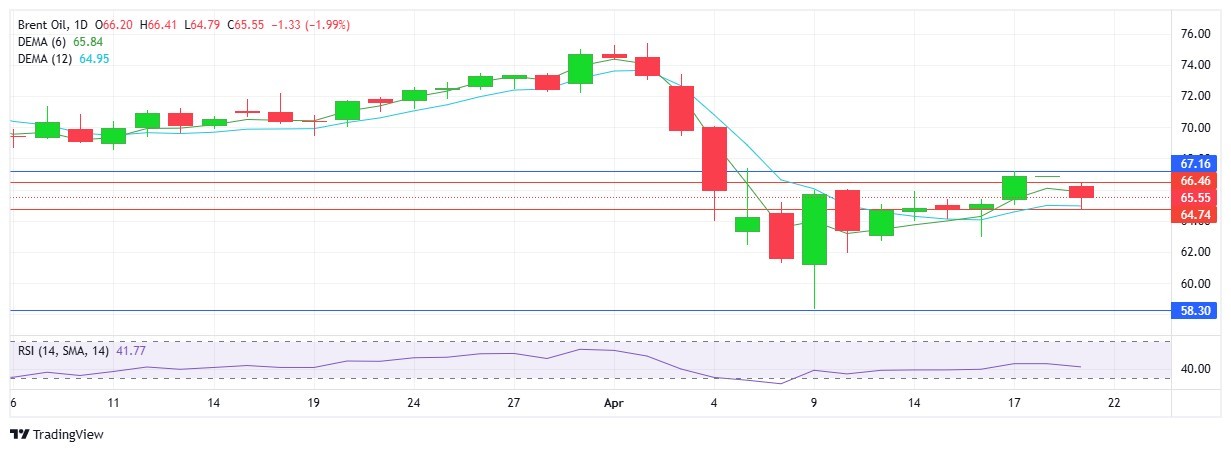 Brent Oil, 1D O66.20 H66.41 L64.79 C65.55 −1.33 (−1.99%)
DEMA (6) 65.84
DEMA (12) 64.95
76.00
74.00
72.00
70.00
67.16
66.46
65.55
64.74
62.00
60.00
58.30
RSI (14, SMA, 14) 41.77
40.00
6 11 14 19 24 27 Apr 4 9 14 17 22
TradingView